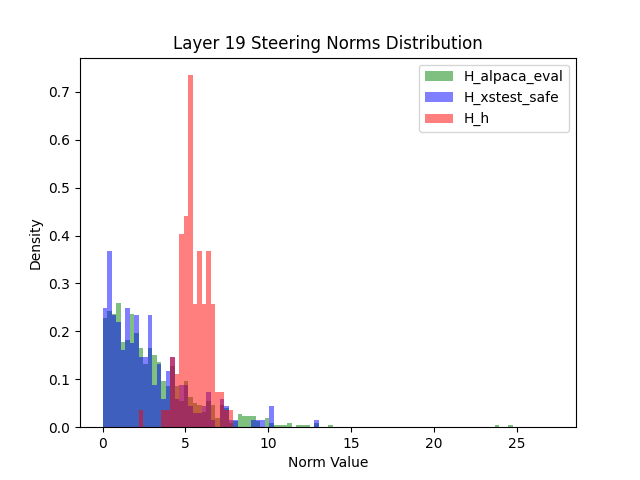 Layer 19 Steering Norms Distribution
H_alpaca_eval
H_xstest_safe
H_h
0.7
0.6
0.5
0.4
0.3
0.2
0.1
0.0
Density
0 5 10 15 20 25
Norm Value